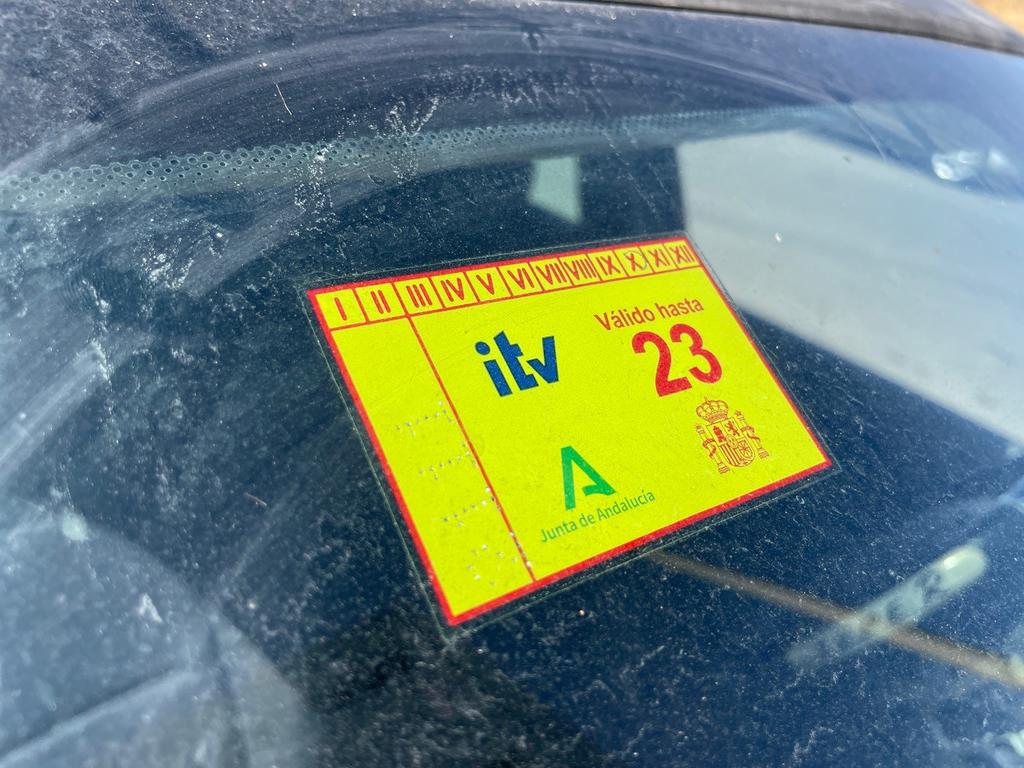 I II III IV V VI VII VIII IX X XI XII
itv
Válido hasta
23
Junta de Andalucía